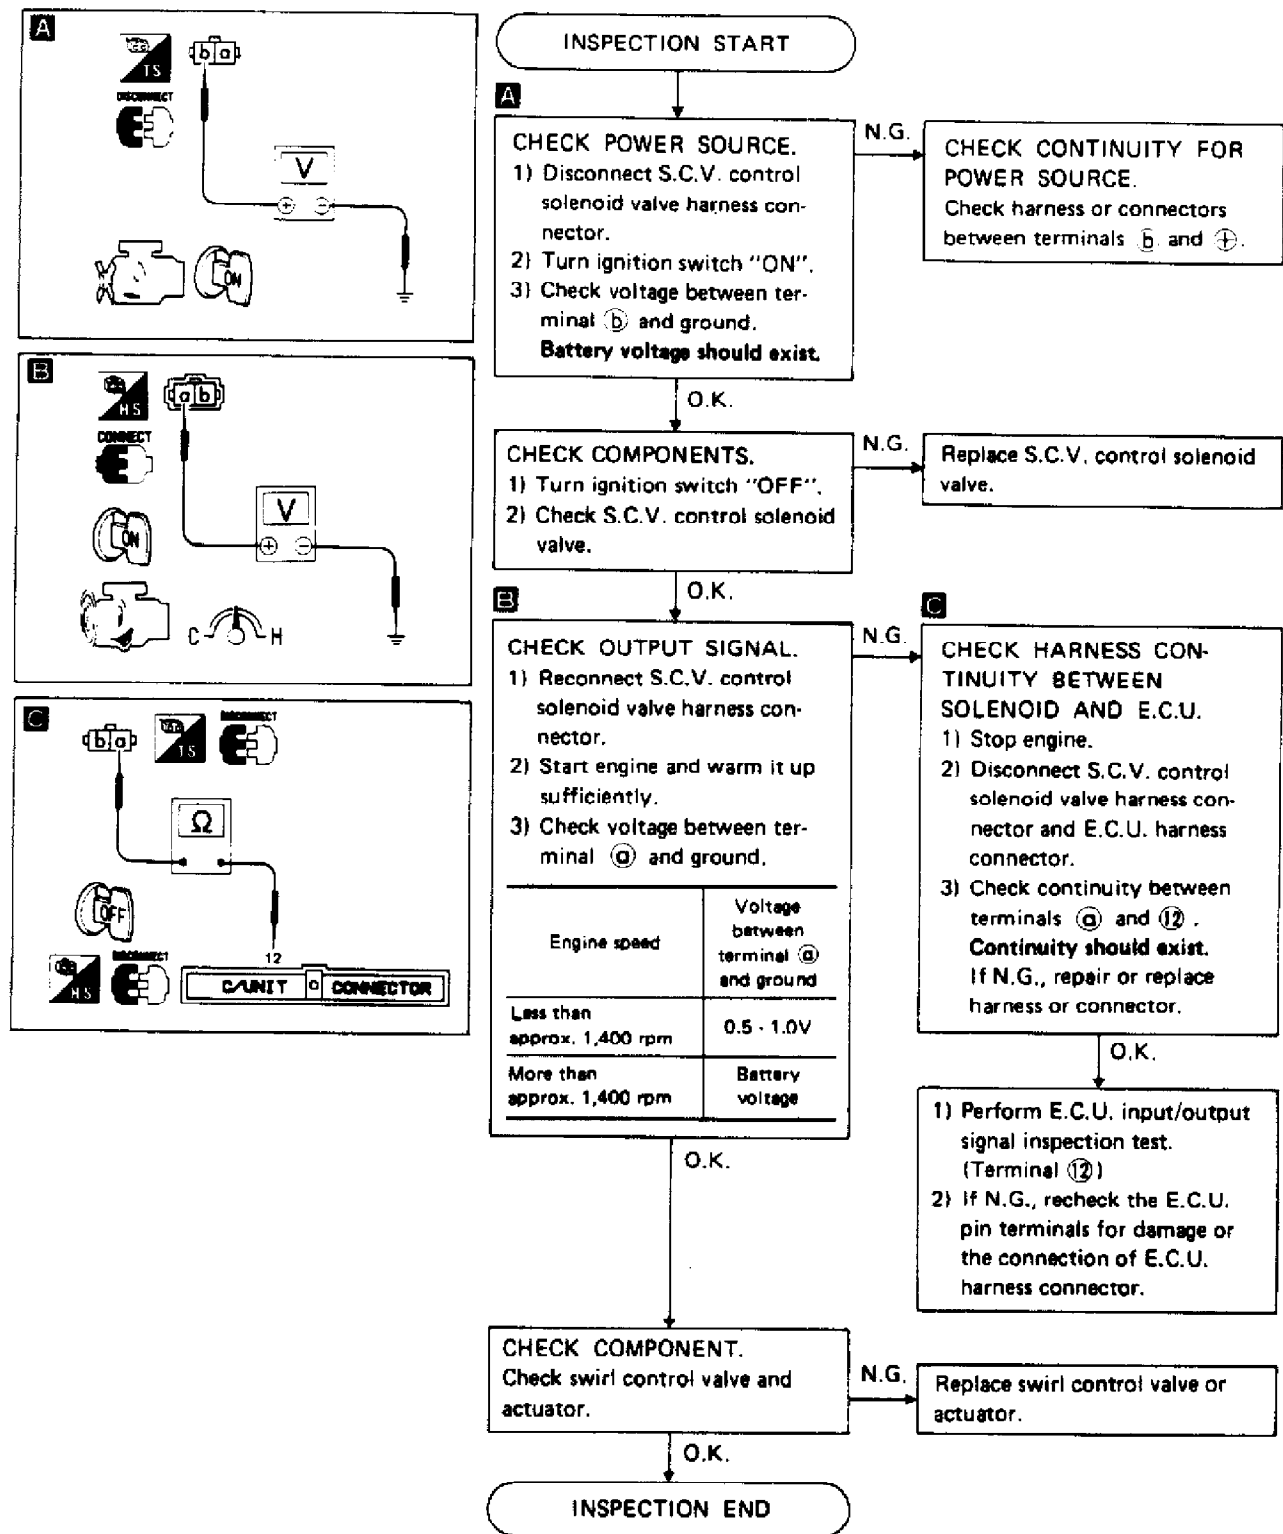 A
b a
TS
DISCONNECT
V
⊕ ⊖
ON
B
HS
a b
CONNECT
V
⊕ ⊖
ON
C H
C
b a
TS
DISCONNECT
Ω
OFF
HS
DISCONNECT
12
C/UNIT CONNECTOR
INSPECTION START
A
CHECK POWER SOURCE.
1) Disconnect S.C.V. control
solenoid valve harness con-
nector.
2) Turn ignition switch "ON".
3) Check voltage between ter-
minal ⓑ and ground.
Battery voltage should exist.
N.G.
CHECK CONTINUITY FOR
POWER SOURCE.
Check harness or connectors
between terminals ⓑ and ⊕.
O.K.
CHECK COMPONENTS.
1) Turn ignition switch "OFF".
2) Check S.C.V. control solenoid
valve.
N.G.
Replace S.C.V. control solenoid
valve.
O.K.
B
CHECK OUTPUT SIGNAL.
1) Reconnect S.C.V. control
solenoid valve harness con-
nector.
2) Start engine and warm it up
sufficiently.
3) Check voltage between ter-
minal ⓐ and ground.
Engine speed
Voltage
between
terminal ⓐ
and ground
Less than
approx. 1,400 rpm
0.5 - 1.0V
More than
approx. 1,400 rpm
Battery
voltage
N.G.
C
CHECK HARNESS CON-
TINUITY BETWEEN
SOLENOID AND E.C.U.
1) Stop engine.
2) Disconnect S.C.V. control
solenoid valve harness con-
nector and E.C.U. harness
connector.
3) Check continuity between
terminals ⓐ and ⑫ .
Continuity should exist.
If N.G., repair or replace
harness or connector.
O.K.
1) Perform E.C.U. input/output
signal inspection test.
(Terminal ⑫)
2) If N.G., recheck the E.C.U.
pin terminals for damage or
the connection of E.C.U.
harness connector.
O.K.
CHECK COMPONENT.
Check swirl control valve and
actuator.
N.G.
Replace swirl control valve or
actuator.
O.K.
INSPECTION END